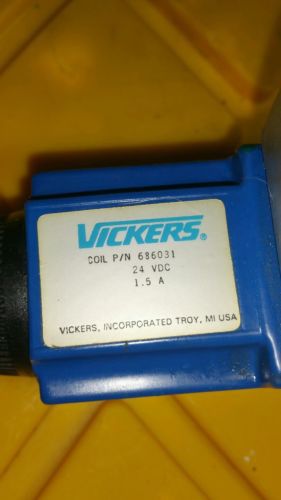 VICKERS®
COIL P/N 686031
24 VDC
1.5 A
VICKERS, INCORPORATED TROY, MI USA